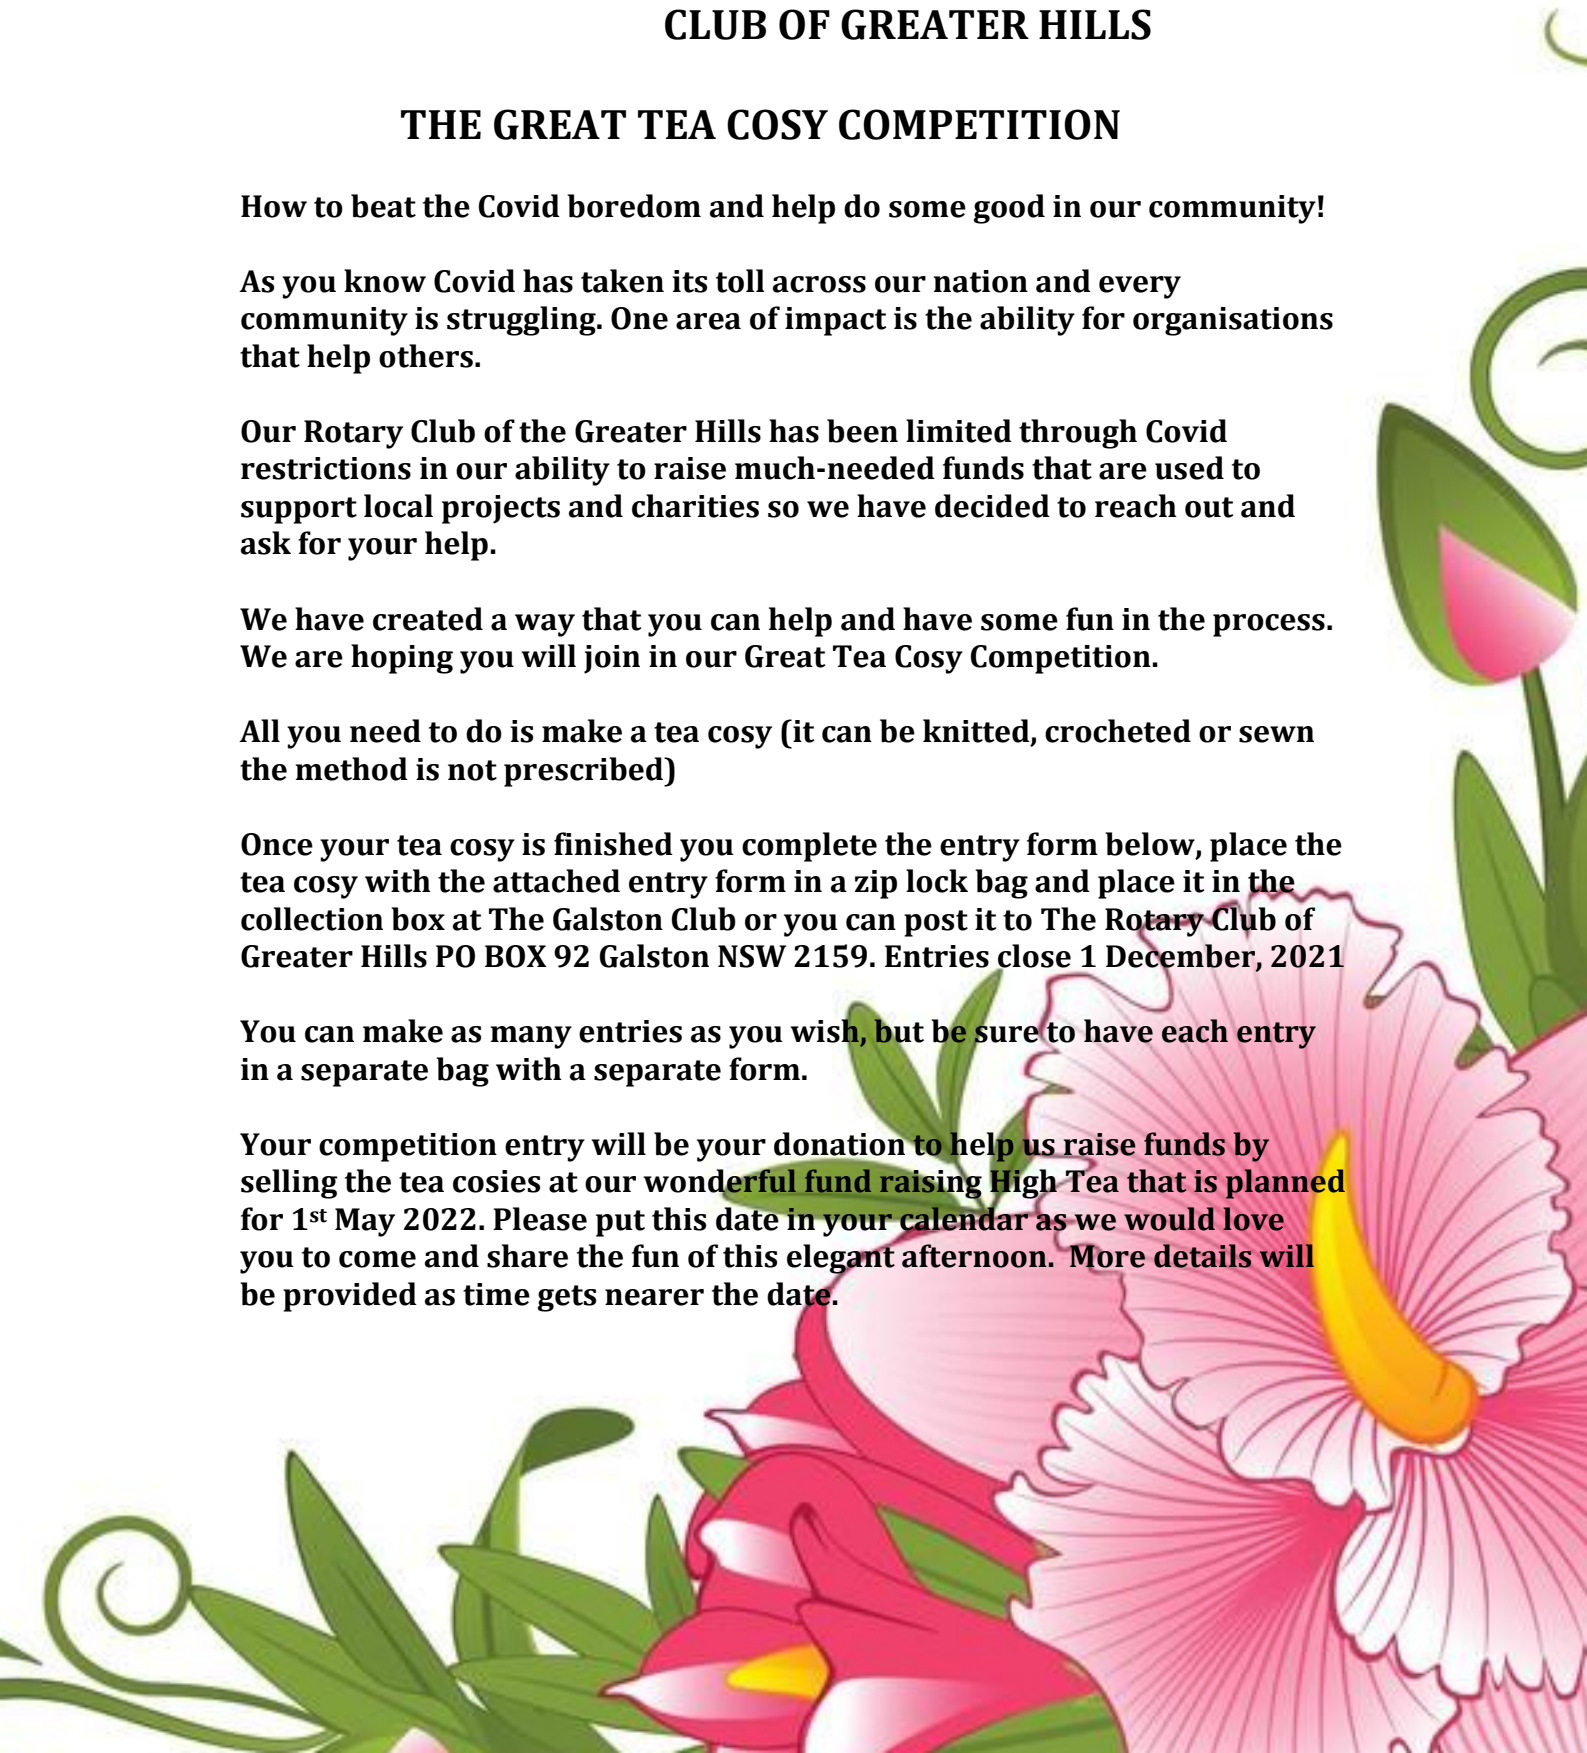 CLUB OF GREATER HILLS
THE GREAT TEA COSY COMPETITION
How to beat the Covid boredom and help do some good in our community!
As you know Covid has taken its toll across our nation and every
community is struggling. One area of impact is the ability for organisations
that help others.
Our Rotary Club of the Greater Hills has been limited through Covid
restrictions in our ability to raise much-needed funds that are used to
support local projects and charities so we have decided to reach out and
ask for your help.
We have created a way that you can help and have some fun in the process.
We are hoping you will join in our Great Tea Cosy Competition.
All you need to do is make a tea cosy (it can be knitted, crocheted or sewn
the method is not prescribed)
Once your tea cosy is finished you complete the entry form below, place the
tea cosy with the attached entry form in a zip lock bag and place it in the
collection box at The Galston Club or you can post it to The Rotary Club of
Greater Hills PO BOX 92 Galston NSW 2159. Entries close 1 December, 2021
You can make as many entries as you wish, but be sure to have each entry
in a separate bag with a separate form.
Your competition entry will be your donation to help us raise funds by
selling the tea cosies at our wonderful fund raising High Tea that is planned
for 1st May 2022. Please put this date in your calendar as we would love
you to come and share the fun of this elegant afternoon.  More details will
be provided as time gets nearer the date.